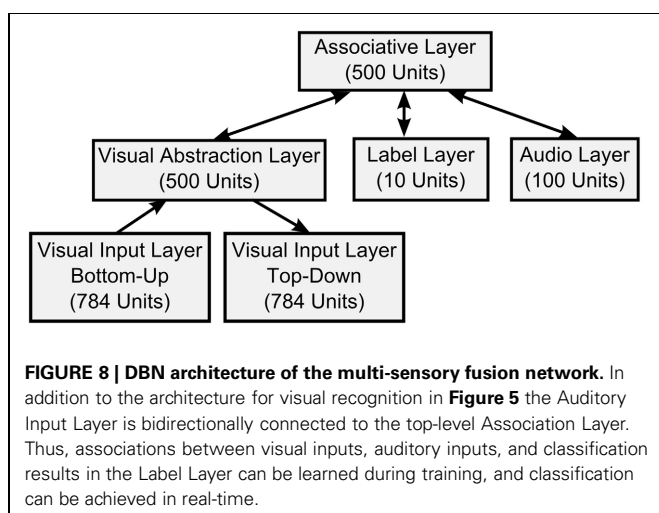 Associative Layer
(500 Units)
Visual Abstraction Layer
(500 Units)
Label Layer
(10 Units)
Audio Layer
(100 Units)
Visual Input Layer
Bottom-Up
(784 Units)
Visual Input Layer
Top-Down
(784 Units)
FIGURE 8 | DBN architecture of the multi-sensory fusion network. In
addition to the architecture for visual recognition in Figure 5 the Auditory
Input Layer is bidirectionally connected to the top-level Association Layer.
Thus, associations between visual inputs, auditory inputs, and classification
results in the Label Layer can be learned during training, and classification
can be achieved in real-time.